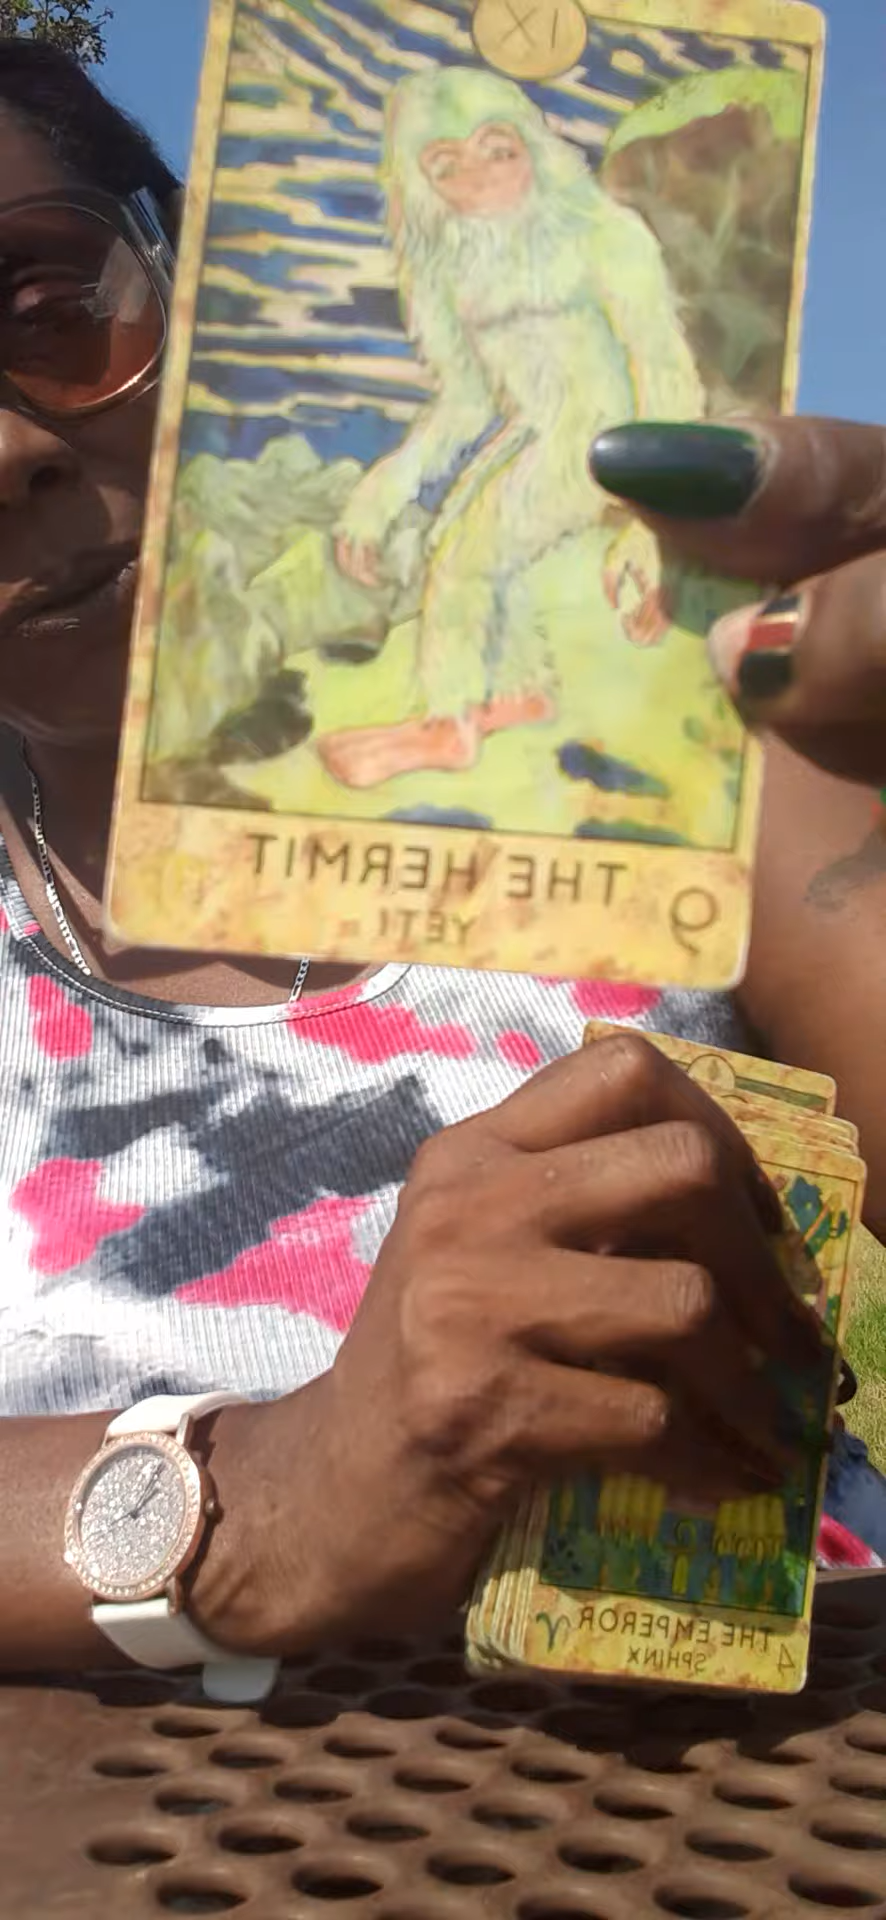 IX
THE HERMIT 9
YETI
THE EMPEROR
4
SPHINX